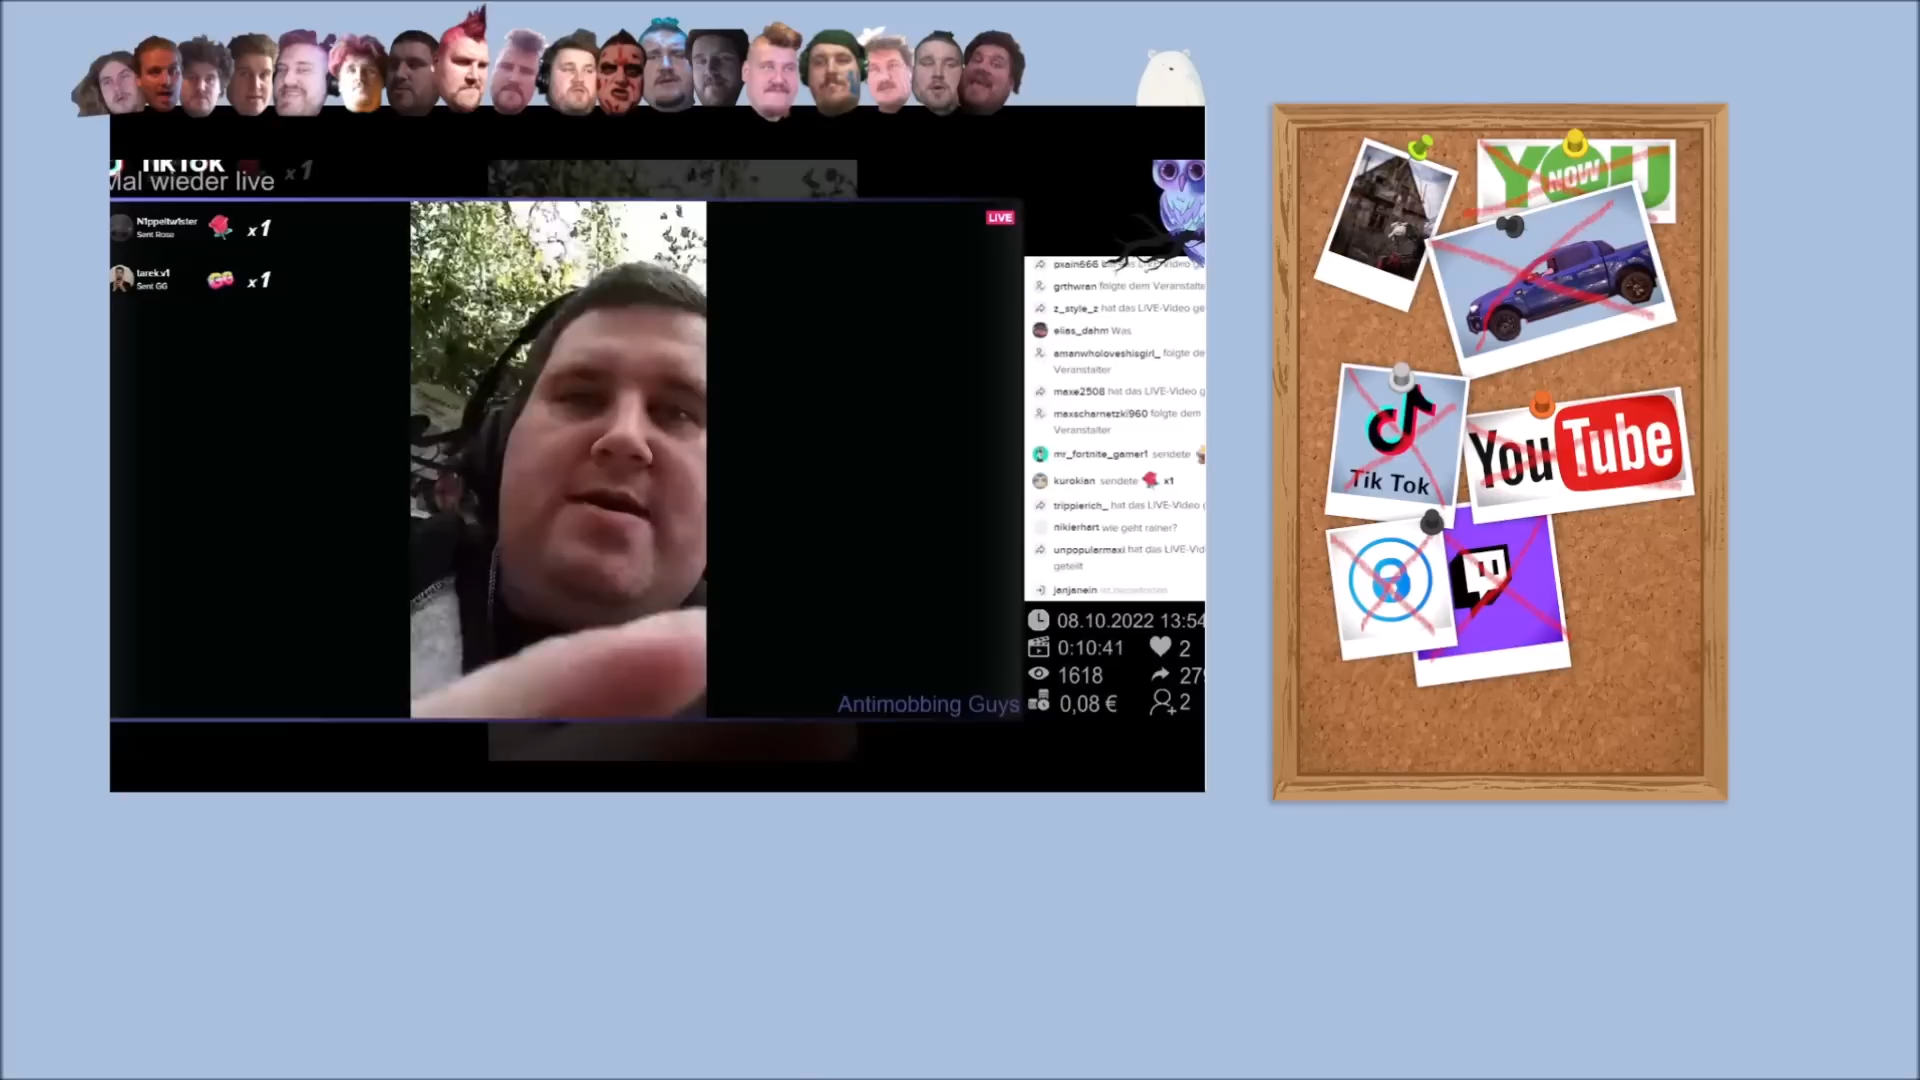 TikTok
Mal wieder live
x1
N1ppeltw1ster
Sent Rose
x1
tarek.v1
Sent GG
GG
x1
LIVE
Antimobbing Guys
grthwran folgte dem Veranstalte
z_style_z hat das LIVE-Video ge
elias_dahm Was
amanwholoveshisgirl_ folgte de
Veranstalter
maxe2508 hat das LIVE-Video g
maxscharnetzki960 folgte dem
Veranstalter
mr_fortnite_gamer1 sendete
kurokian sendete x1
trippierich_ hat das LIVE-Video
nikierhart wie geht rainer?
unpopularmaxi hat das LIVE-Vid
geteilt
janjanein
08.10.2022 13:54
0:10:41
2
1618
279
0,08 €
2
YOU
NOW
Tik Tok
YouTube